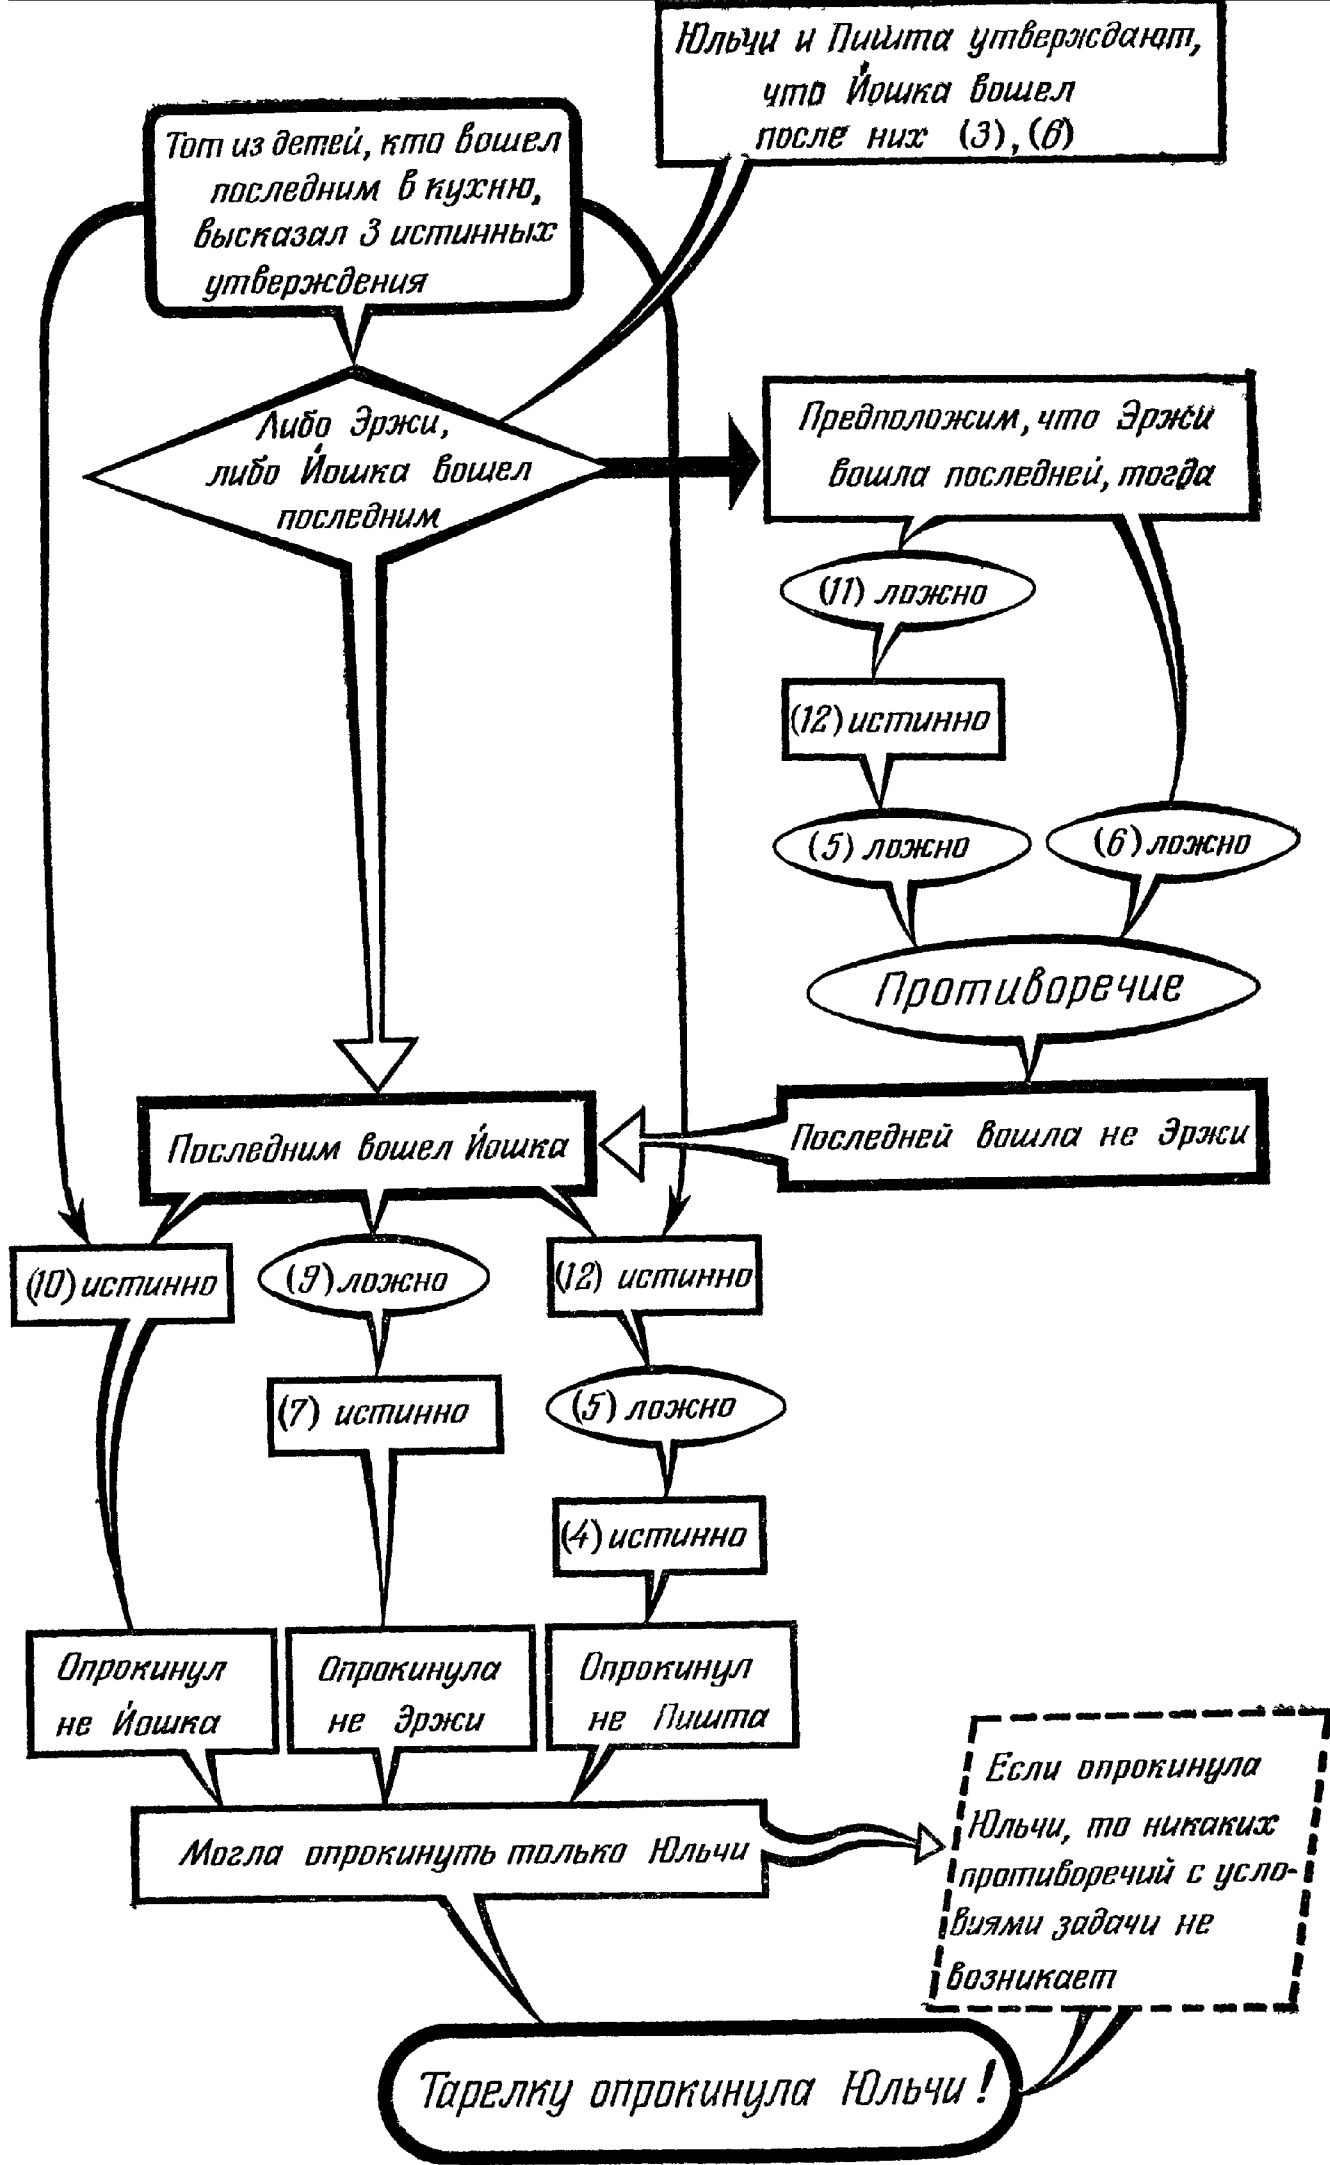 Юльчи и Пишта утверждают,
что Йошка вошел
после них (3), (6)
Тот из детей, кто вошел
последним в кухню,
высказал 3 истинных
утверждения
Либо Эржи,
либо Йошка вошел
последним
Предположим, что Эржи
вошла последней, тогда
(11) ложно
(12) истинно
(5) ложно
(6) ложно
Противоречие
Последней вошла не Эржи
Последним вошел Йошка
(10) истинно
(9) ложно
(12) истинно
(7) истинно
(5) ложно
(4) истинно
Опрокинул
не Йошка
Опрокинула
не Эржи
Опрокинул
не Пишта
Могла опрокинуть только Юльчи
Если опрокинула
Юльчи, то никаких
противоречий с усло-
виями задачи не
возникает
Тарелку опрокинула Юльчи!